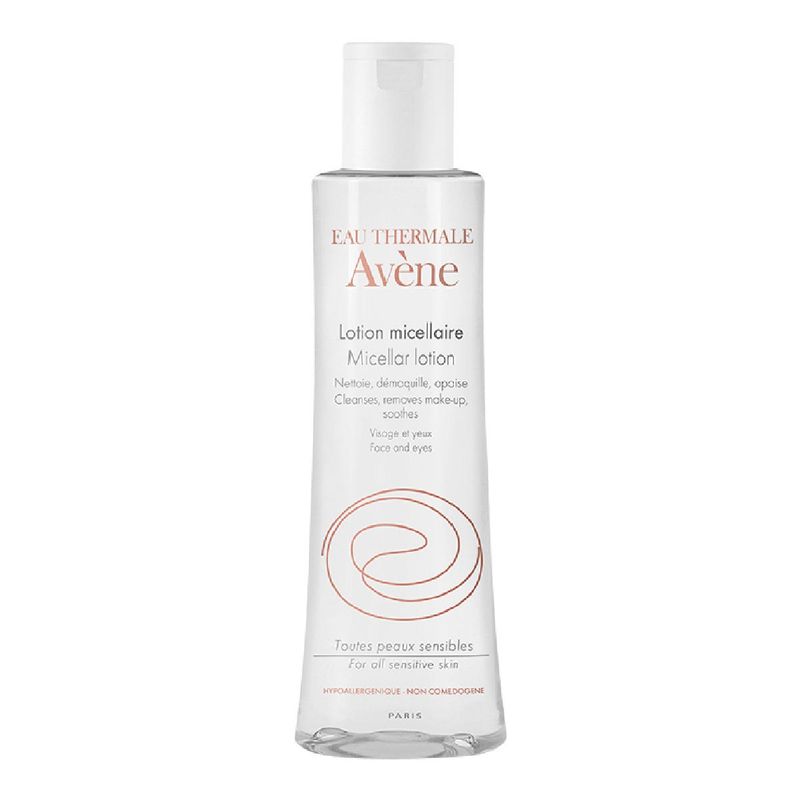 EAU THERMALE
Avène
Lotion micellaire
Micellar lotion
Nettoie, démaquille, apaise
Cleanses, removes make-up,
soothes
Visage et yeux
Face and eyes
Toutes peaux sensibles
For all sensitive skin
HYPOALLERGENIQUE - NON COMEDOGENE
PARIS